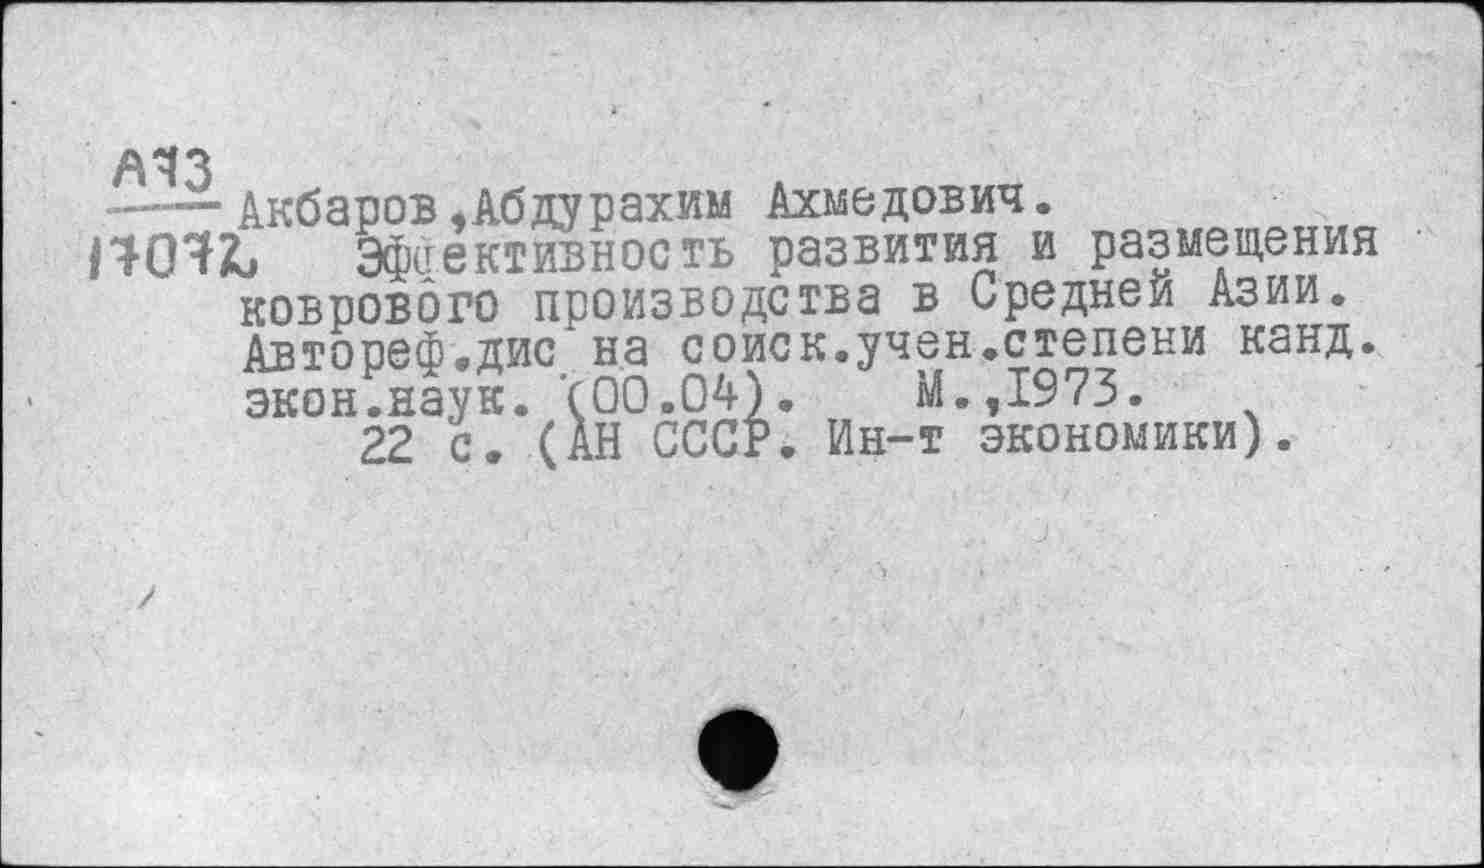 А73
Акбаров,Абдурахим Ахмедович.
17072 Эффективность развития и размещения
коврового производства в Средней Азии.
Автореф.дис на соиск.учен.степени канд.
экон.наук. (00.04). М.,1973.
22 с. (АН СССР. Ин-т экономики).